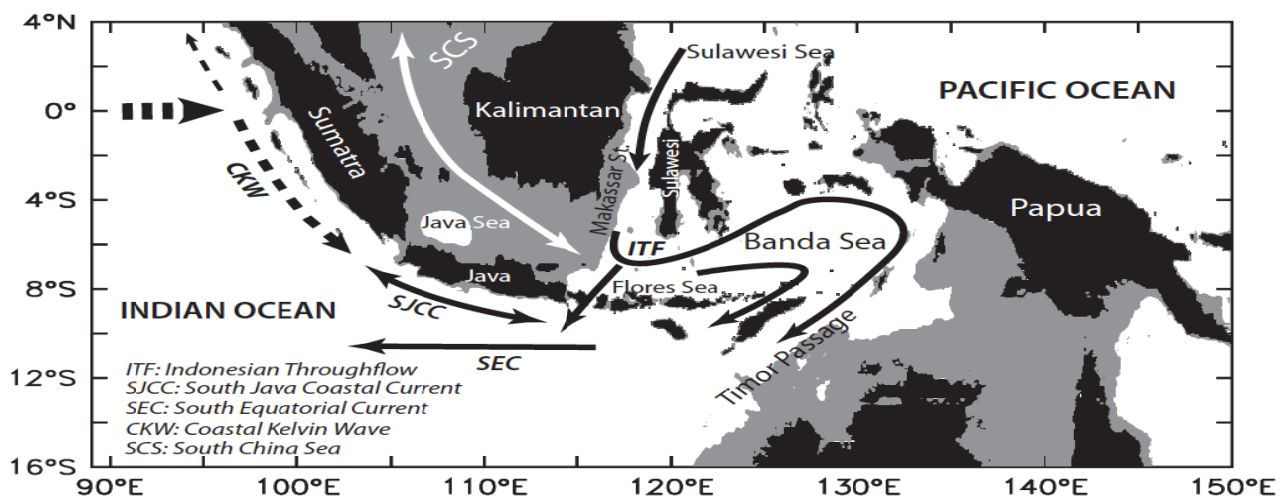 4°N
0°
4°S
8°S
12°S
16°S
90°E
100°E
110°E
120°E
130°E
140°E
150°E
SCS
Sulawesi Sea
PACIFIC OCEAN
Kalimantan
Sumatra
CKW
Makassar St.
Sulawesi
Papua
Java Sea
ITF
Banda Sea
Java
Flores Sea
INDIAN OCEAN
SJCC
SEC
Timor Passage
ITF: Indonesian Throughflow
SJCC: South Java Coastal Current
SEC: South Equatorial Current
CKW: Coastal Kelvin Wave
SCS: South China Sea